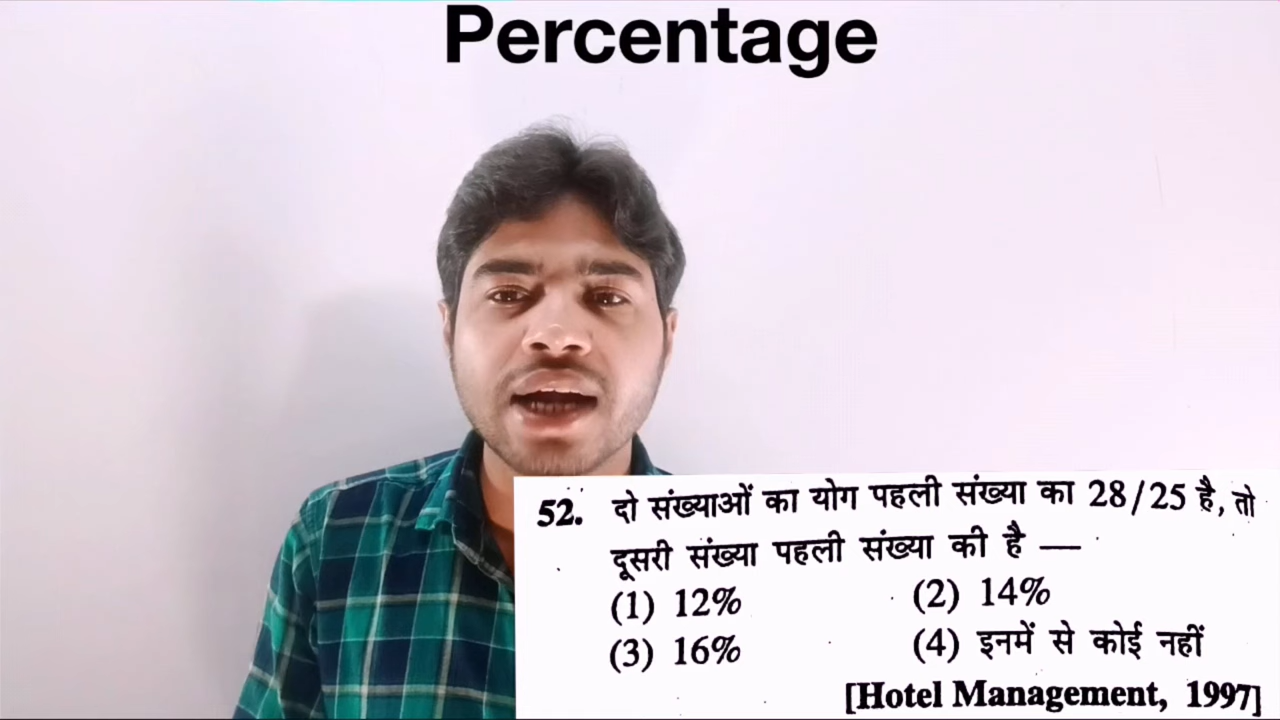 Percentage
52. दो संख्याओं का योग पहली संख्या का 28/25 है, तो
दूसरी संख्या पहली संख्या की है —
(1) 12% (2) 14%
(3) 16% (4) इनमें से कोई नहीं
[Hotel Management, 1997]